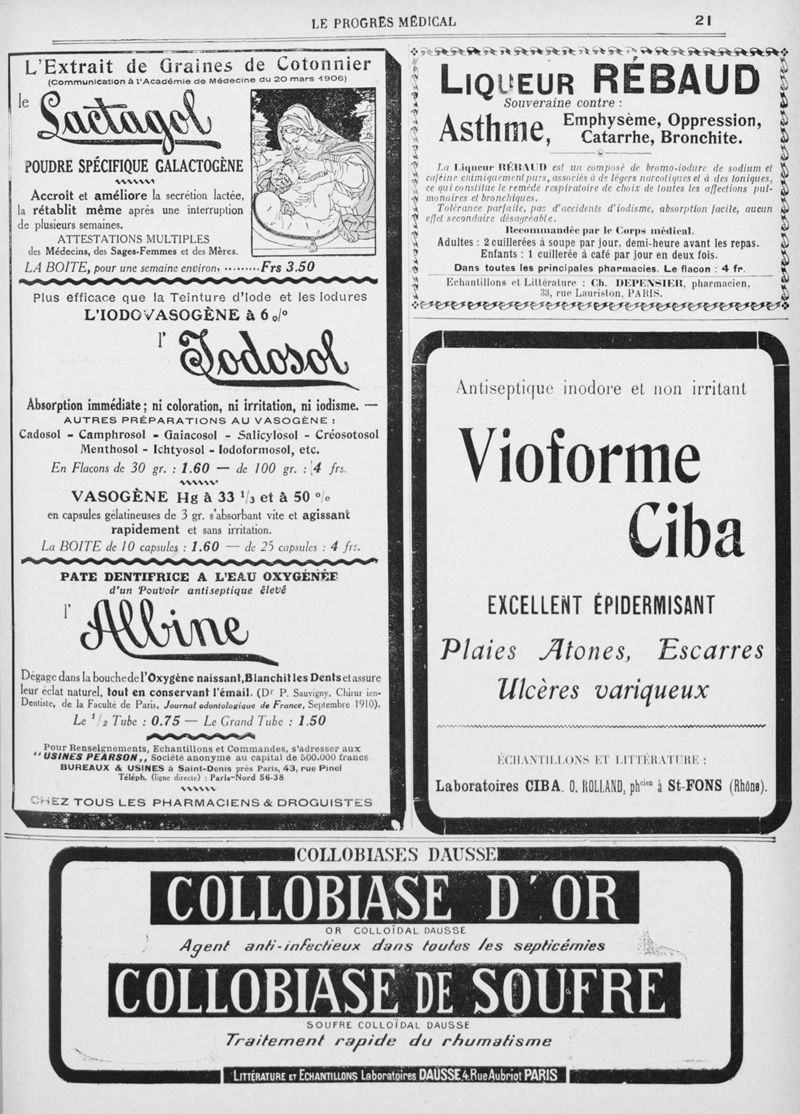 LE PROGRÈS MÉDICAL 21
L'Extrait de Graines de Cotonnier
(Communication à l'Académie de Médecine du 20 mars 1906)
le Lactagol
POUDRE SPÉCIFIQUE GALACTOGÈNE
Accroît et améliore la secrétion lactée,
la rétablit même après une interruption
de plusieurs semaines.
ATTESTATIONS MULTIPLES
des Médecins, des Sages-Femmes et des Mères.
LA BOITE, pour une semaine environ, ......... Frs 3.50
Plus efficace que la Teinture d'Iode et les Iodures
L'IODOVASOGÈNE à 6 o/o
l' Iodosol
Absorption immédiate ; ni coloration, ni irritation, ni iodisme. —
AUTRES PRÉPARATIONS AU VASOGÈNE :
Cadosol - Camphrosol - Gaiacosol - Salicylosol - Créosotosol
Menthosol - Ichtyosol - Iodoformosol, etc.
En Flacons de 30 gr. : 1.60 — de 100 gr. : 4 frs.
VASOGÈNE Hg à 33 1/3 et à 50 o/o
en capsules gélatineuses de 3 gr. s'absorbant vite et agissant
rapidement et sans irritation.
La BOITE de 10 capsules : 1.60 — de 25 capsules : 4 frs.
PATE DENTIFRICE A L'EAU OXYGÉNÉE
d'un Pouvoir antiseptique élevé
l' Albine
Dégage dans la bouche de l'Oxygène naissant, Blanchit les Dents et assure
leur éclat naturel, tout en conservant l'émail. (Dr P. Sauvigny, Chirur ien-
Dentiste, de la Faculté de Paris, Journal odontologique de France, Septembre 1910).
Le 1/2 Tube : 0.75 — Le Grand Tube : 1.50
Pour Renseignements, Echantillons et Commandes, s'adresser aux
"USINES PEARSON,, Société anonyme au capital de 500.000 francs
BUREAUX & USINES à Saint-Denis près Paris, 43, rue Pinel
Téléph. (ligne directe) : Paris-Nord 56-38
CHEZ TOUS LES PHARMACIENS & DROGUISTES
LIQUEUR RÉBAUD
Souveraine contre :
Asthme, Emphysème, Oppression,
Catarrhe, Bronchite.
La Liqueur RÉBAUD est un composé de bromo-iodure de sodium et
caféine chimiquement purs, associés à de légers narcotiques et à des toniques,
ce qui constitue le remède respiratoire de choix de toutes les affections pul-
monaires et bronchiques.
Tolérance parfaite, pas d'accidents d'iodisme, absorption facile, aucun
effet secondaire désagréable.
Recommandée par le Corps médical.
Adultes : 2 cuillerées à soupe par jour, demi-heure avant les repas.
Enfants : 1 cuillerée à café par jour en deux fois.
Dans toutes les principales pharmacies. Le flacon : 4 fr.
Echantillons et Littérature : Ch. DEPENSIER, pharmacien,
33, rue Lauriston, PARIS.
Antiseptique inodore et non irritant
Vioforme
Ciba
EXCELLENT ÉPIDERMISANT
Plaies Atones, Escarres
Ulcères variqueux
ÉCHANTILLONS ET LITTÉRATURE :
Laboratoires CIBA, O. ROLLAND, phcien à St-FONS (Rhône).
COLLOBIASES DAUSSE
COLLOBIASE D'OR
OR COLLOÏDAL DAUSSE
Agent anti-infectieux dans toutes les septicémies
COLLOBIASE DE SOUFRE
SOUFRE COLLOÏDAL DAUSSE
Traitement rapide du rhumatisme
LITTÉRATURE ET ECHANTILLONS Laboratoires DAUSSE, 4, Rue Aubriot PARIS